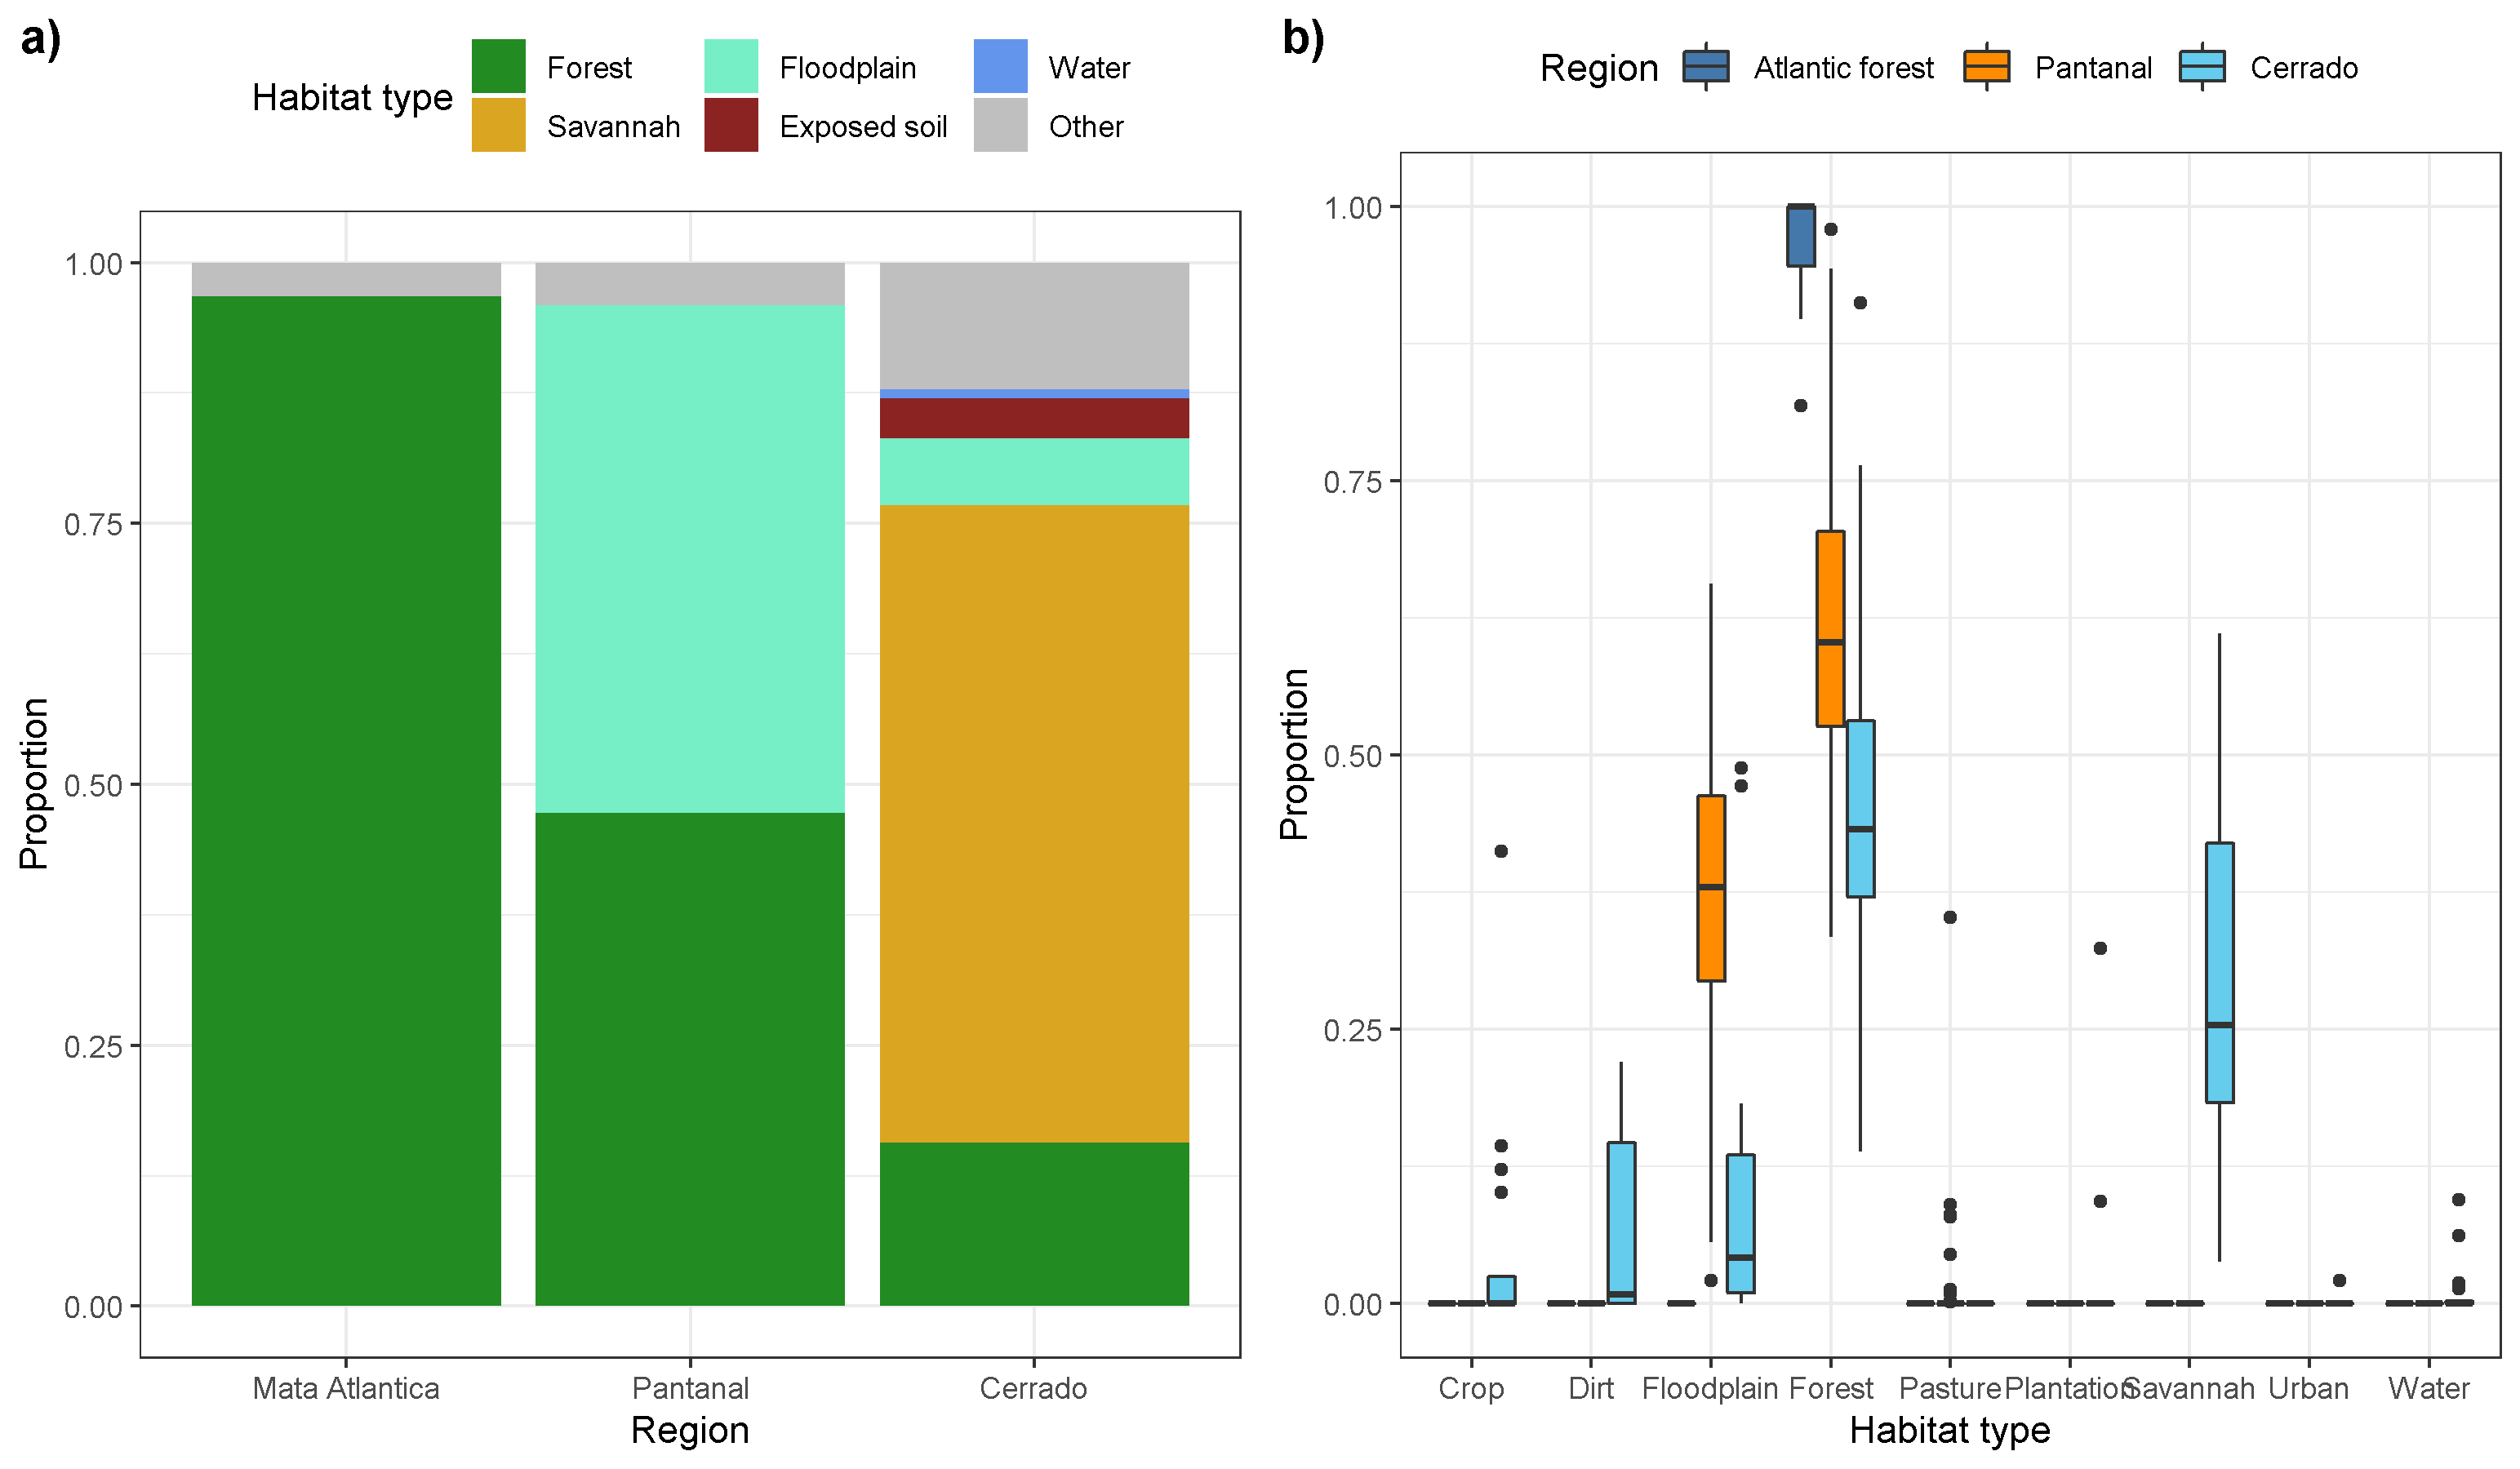 a)
Habitat type
Forest
Floodplain
Water
Savannah
Exposed soil
Other
1.00
0.75
0.50
0.25
0.00
Proportion
Mata Atlantica
Pantanal
Cerrado
Region
b)
Region
Atlantic forest
Pantanal
Cerrado
1.00
0.75
0.50
0.25
0.00
Proportion
Crop
Dirt
Floodplain
Forest
Pasture
Plantation
Savannah
Urban
Water
Habitat type